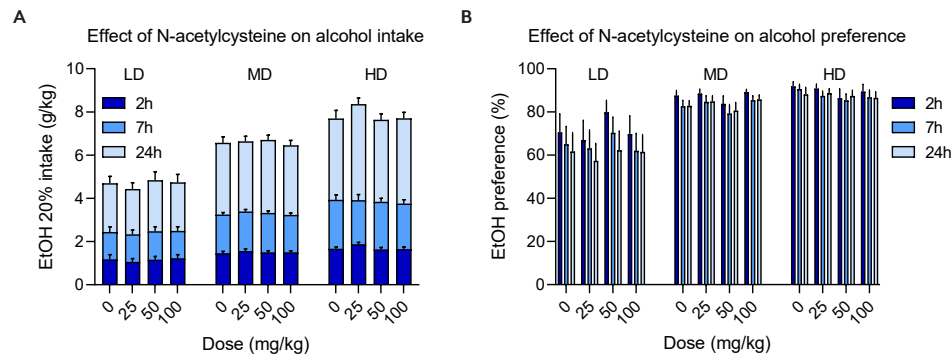 A
Effect of N-acetylcysteine on alcohol intake
EtOH 20% intake (g/kg)
10
8
6
4
2
0
2h
7h
24h
LD
MD
HD
0
25
50
100
0
25
50
100
0
25
50
100
Dose (mg/kg)
B
Effect of N-acetylcysteine on alcohol preference
EtOH preference (%)
100
80
60
40
20
0
LD
MD
HD
2h
7h
24h
0
25
50
100
0
25
50
100
0
25
50
100
Dose (mg/kg)